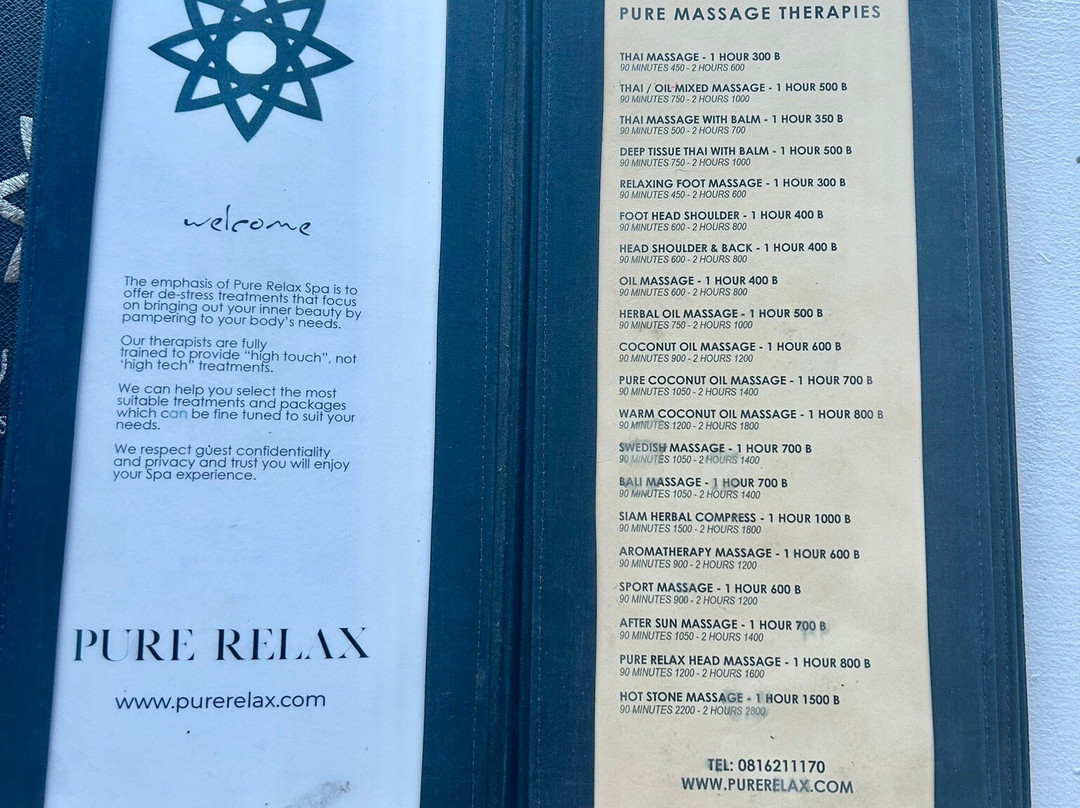 welcome
The emphasis of Pure Relax Spa is to
offer de-stress treatments that focus
on bringing out your inner beauty by
pampering to your body's needs.
Our therapists are fully
trained to provide "high touch", not
'high tech" treatments.
We can help you select the most
suitable treatments and packages
which can be fine tuned to suit your
needs.
We respect guest confidentiality
and privacy and trust you will enjoy
your Spa experience.
PURE RELAX
www.purerelax.com
PURE MASSAGE THERAPIES
THAI MASSAGE - 1 HOUR 300 B
90 MINUTES 450 - 2 HOURS 600
THAI / OIL MIXED MASSAGE - 1 HOUR 500 B
90 MINUTES 750 - 2 HOURS 1000
THAI MASSAGE WITH BALM - 1 HOUR 350 B
90 MINUTES 500 - 2 HOURS 700
DEEP TISSUE THAI WITH BALM - 1 HOUR 500 B
90 MINUTES 750 - 2 HOURS 1000
RELAXING FOOT MASSAGE - 1 HOUR 300 B
90 MINUTES 450 - 2 HOURS 600
FOOT HEAD SHOULDER - 1 HOUR 400 B
90 MINUTES 600 - 2 HOURS 800
HEAD SHOULDER & BACK - 1 HOUR 400 B
90 MINUTES 600 - 2 HOURS 800
OIL MASSAGE - 1 HOUR 400 B
90 MINUTES 600 - 2 HOURS 800
HERBAL OIL MASSAGE - 1 HOUR 500 B
90 MINUTES 750 - 2 HOURS 1000
COCONUT OIL MASSAGE - 1 HOUR 600 B
90 MINUTES 900 - 2 HOURS 1200
PURE COCONUT OIL MASSAGE - 1 HOUR 700 B
90 MINUTES 1050 - 2 HOURS 1400
WARM COCONUT OIL MASSAGE - 1 HOUR 800 B
90 MINUTES 1200 - 2 HOURS 1800
SWEDISH MASSAGE - 1 HOUR 700 B
90 MINUTES 1050 - 2 HOURS 1400
BALI MASSAGE - 1 HOUR 700 B
90 MINUTES 1050 - 2 HOURS 1400
SIAM HERBAL COMPRESS - 1 HOUR 1000 B
90 MINUTES 1500 - 2 HOURS 1800
AROMATHERAPY MASSAGE - 1 HOUR 600 B
90 MINUTES 900 - 2 HOURS 1200
SPORT MASSAGE - 1 HOUR 600 B
90 MINUTES 900 - 2 HOURS 1200
AFTER SUN MASSAGE - 1 HOUR 700 B
90 MINUTES 1050 - 2 HOURS 1400
PURE RELAX HEAD MASSAGE - 1 HOUR 800 B
90 MINUTES 1200 - 2 HOURS 1600
HOT STONE MASSAGE - 1 HOUR 1500 B
90 MINUTES 2200 - 2 HOURS 2800
TEL: 0816211170
WWW.PURERELAX.COM